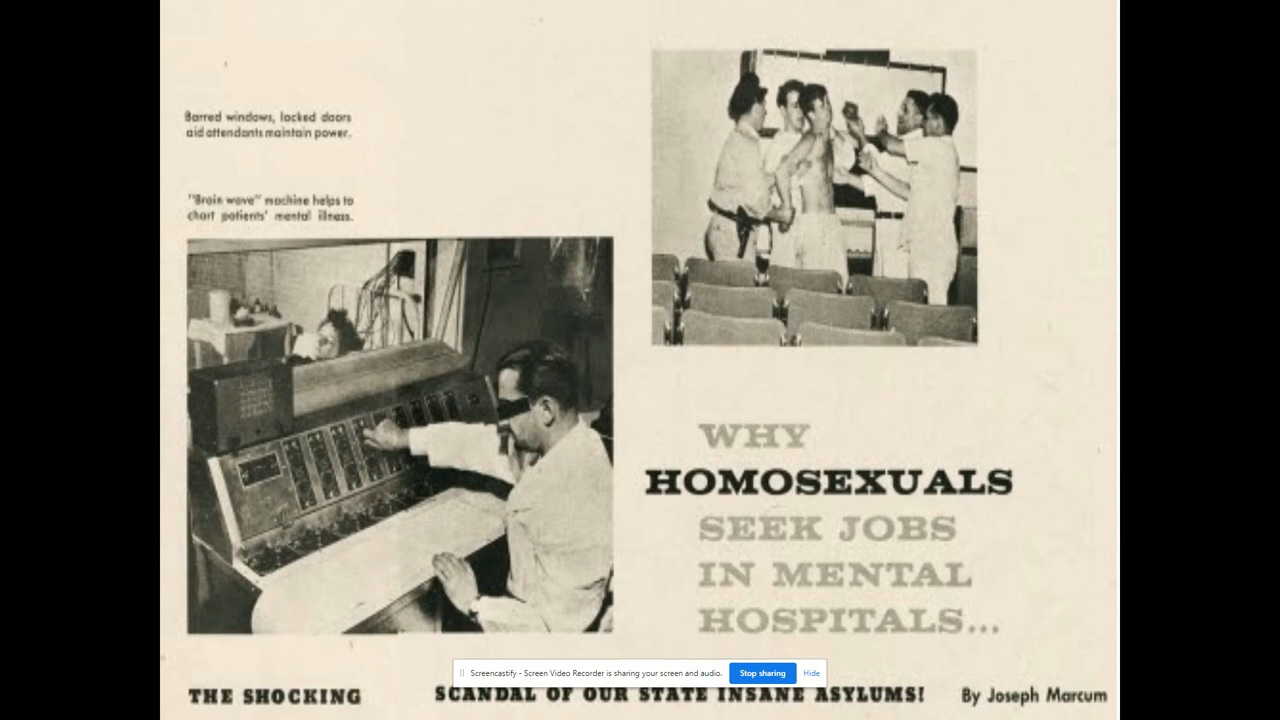 Barred windows, locked doors
aid attendants maintain power.
"Brain wave" machine helps to
chart patients' mental illness.
WHY
HOMOSEXUALS
SEEK JOBS
IN MENTAL
HOSPITALS...
Screencastify - Screen Video Recorder is sharing your screen and audio.
Stop sharing
Hide
THE SHOCKING SCANDAL OF OUR STATE INSANE ASYLUMS! By Joseph Marcum